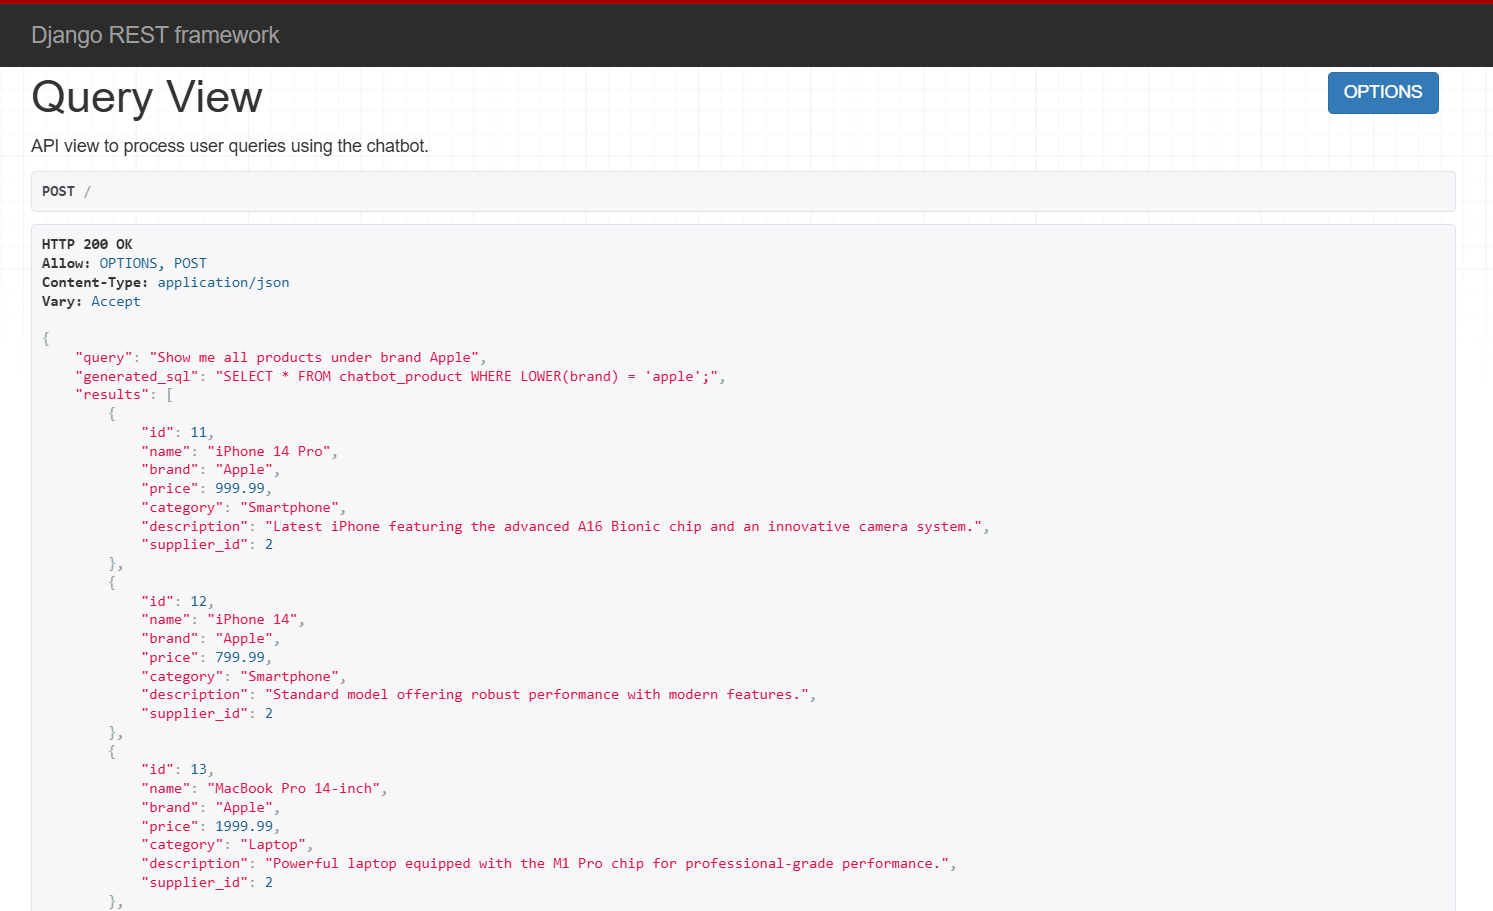 Django REST framework
Query View
OPTIONS
API view to process user queries using the chatbot.
POST /
HTTP 200 OK
Allow: OPTIONS, POST
Content-Type: application/json
Vary: Accept
{
    "query": "Show me all products under brand Apple",
    "generated_sql": "SELECT * FROM chatbot_product WHERE LOWER(brand) = 'apple';",
    "results": [
        {
            "id": 11,
            "name": "iPhone 14 Pro",
            "brand": "Apple",
            "price": 999.99,
            "category": "Smartphone",
            "description": "Latest iPhone featuring the advanced A16 Bionic chip and an innovative camera system.",
            "supplier_id": 2
        },
        {
            "id": 12,
            "name": "iPhone 14",
            "brand": "Apple",
            "price": 799.99,
            "category": "Smartphone",
            "description": "Standard model offering robust performance with modern features.",
            "supplier_id": 2
        },
        {
            "id": 13,
            "name": "MacBook Pro 14-inch",
            "brand": "Apple",
            "price": 1999.99,
            "category": "Laptop",
            "description": "Powerful laptop equipped with the M1 Pro chip for professional-grade performance.",
            "supplier_id": 2
        },